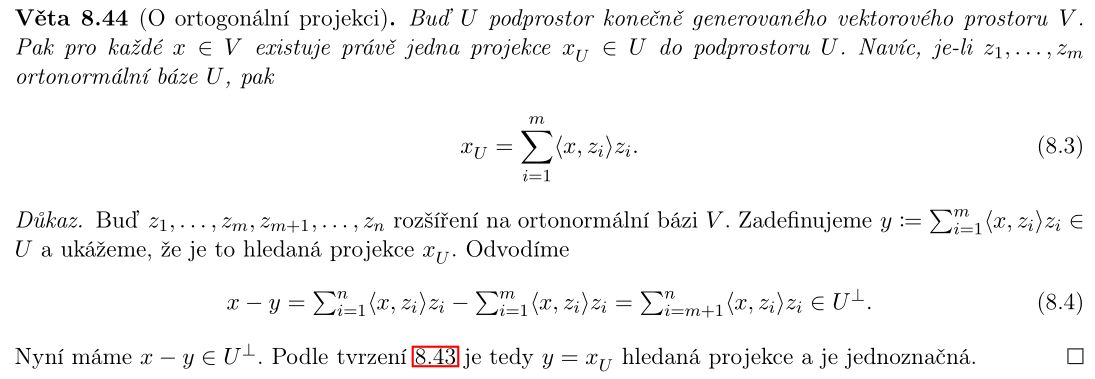 Věta 8.44 (O ortogonální projekci). Buď U podprostor konečně generovaného vektorového prostoru V.
Pak pro každé x ∈ V existuje právě jedna projekce x_U ∈ U do podprostoru U. Navíc, je-li z_1, . . . , z_m
ortonormální báze U, pak
x_U = ∑_{i=1}^{m} ⟨x, z_i⟩z_i. (8.3)
Důkaz. Buď z_1, . . . , z_m, z_{m+1}, . . . , z_n rozšíření na ortonormální bázi V. Zadefinujeme y := ∑_{i=1}^{m}⟨x, z_i⟩z_i ∈
U a ukážeme, že je to hledaná projekce x_U. Odvodíme
x − y = ∑_{i=1}^{n}⟨x, z_i⟩z_i − ∑_{i=1}^{m}⟨x, z_i⟩z_i = ∑_{i=m+1}^{n}⟨x, z_i⟩z_i ∈ U^⊥. (8.4)
Nyní máme x − y ∈ U^⊥. Podle tvrzení 8.43 je tedy y = x_U hledaná projekce a je jednoznačná. □